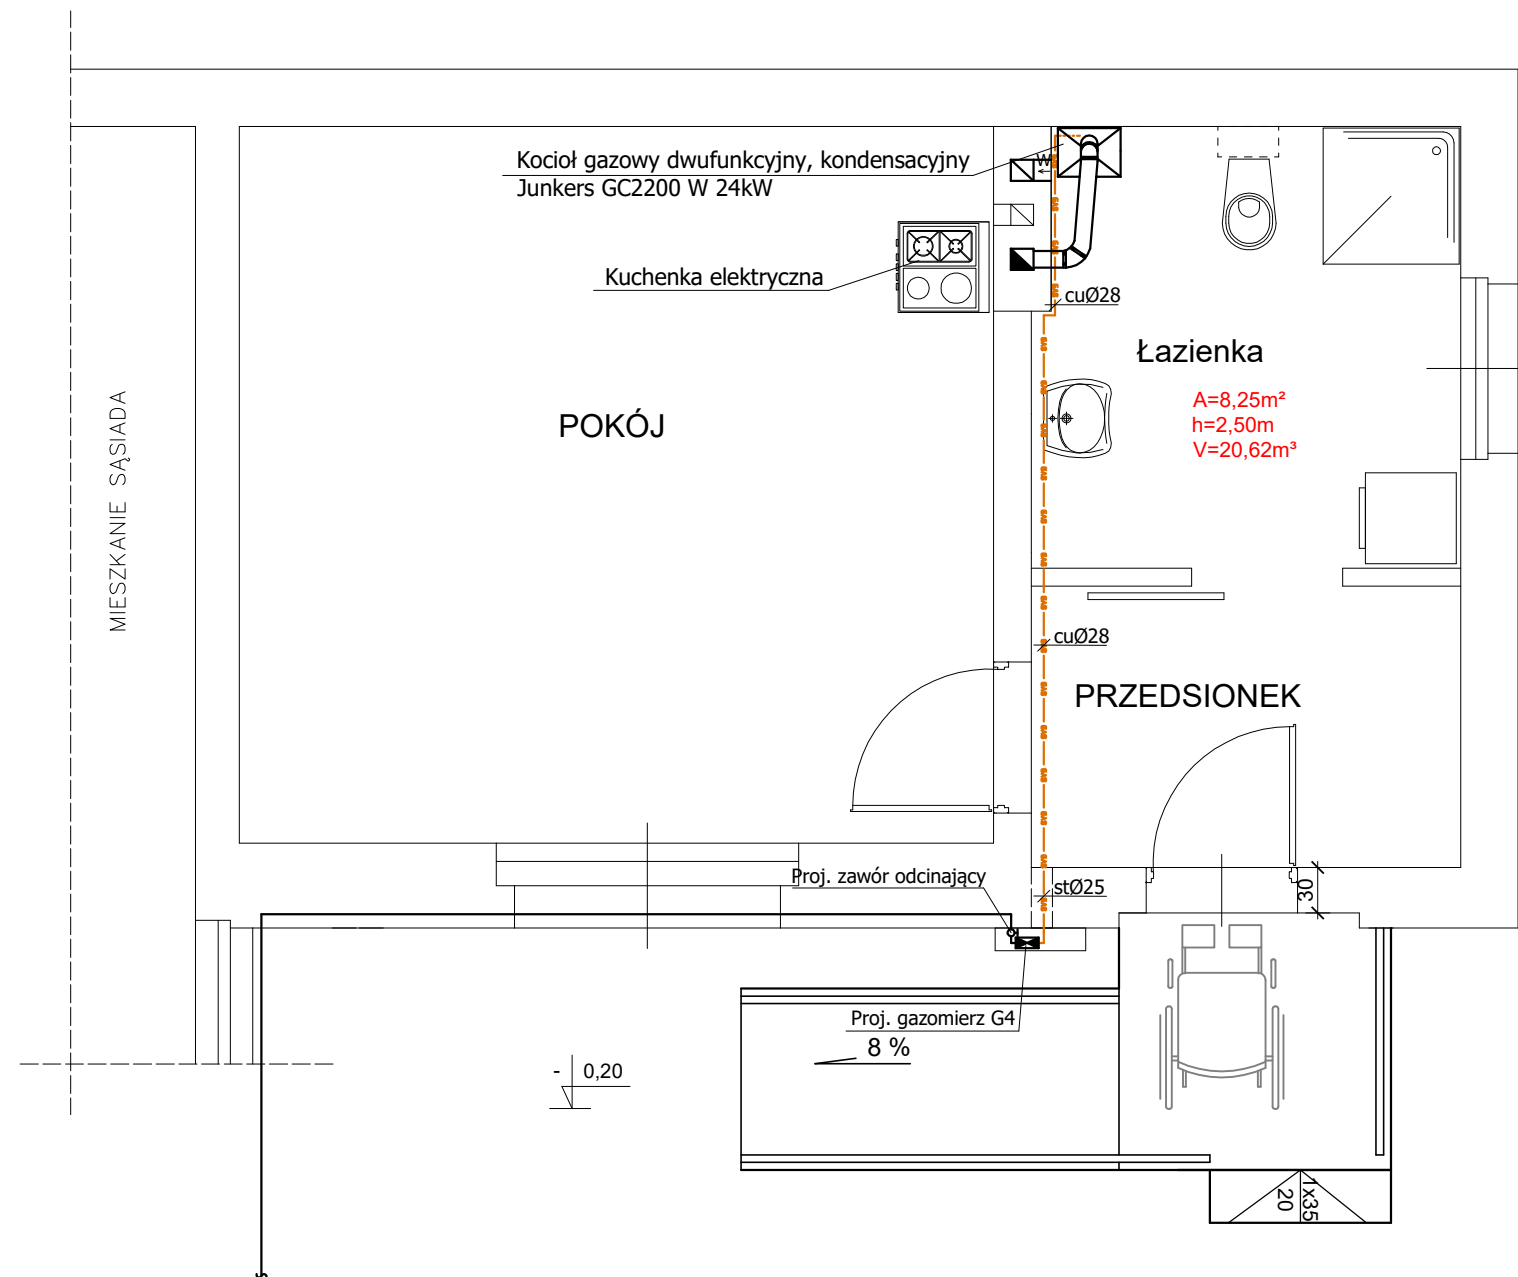 Kocioł gazowy dwufunkcyjny, kondensacyjny
Junkers GC2200 W 24kW
W
Kuchenka elektryczna
cuØ28
Łazienka
A=8,25m²
h=2,50m
V=20,62m³
POKÓJ
MIESZKANIE SĄSIADA
cuØ28
PRZEDSIONEK
Proj. zawór odcinający
stØ25
30
Proj. gazomierz G4
8 %
- 0,20
1x35
20